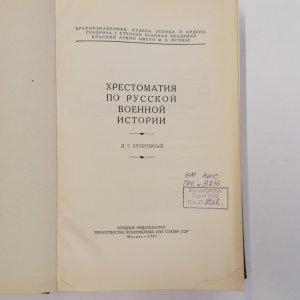 КРАСНОЗНАМЕННАЯ, ОРДЕНА ЛЕНИНА И ОРДЕНА
СУВОРОВА I СТЕПЕНИ ВОЕННАЯ АКАДЕМИЯ
КРАСНОЙ АРМИИ ИМЕНИ М. В. ФРУНЗЕ
ХРЕСТОМАТИЯ
ПО РУССКОЙ
ВОЕННОЙ
ИСТОРИИ
Л. Г. БЕСКРОВНЫЙ
БИБЛИОТЕКА
ВОЕННОЕ ИЗДАТЕЛЬСТВО
МИНИСТЕРСТВА ВООРУЖЕННЫХ СИЛ СОЮЗА ССР
Москва—1947